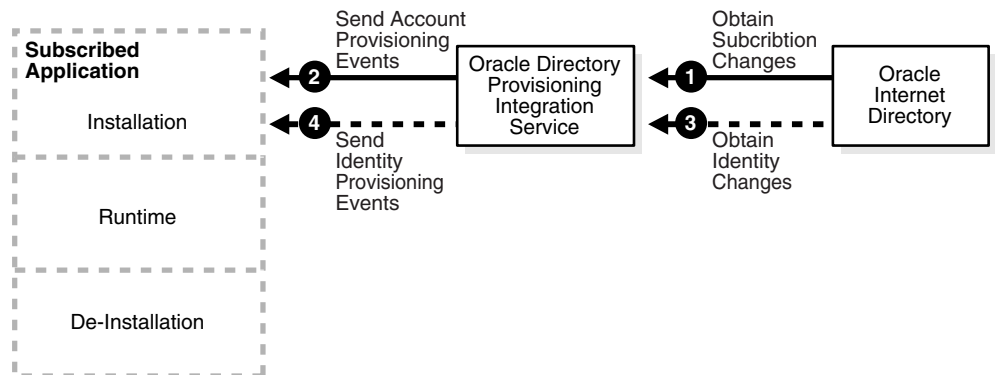 Subscribed
Application
Installation
Runtime
De-Installation
Send Account
Provisioning
Events
2
4
Send
Identity
Provisioning
Events
Oracle Directory
Provisioning
Integration
Service
Obtain
Subcribtion
Changes
1
3
Obtain
Identity
Changes
Oracle
Internet
Directory